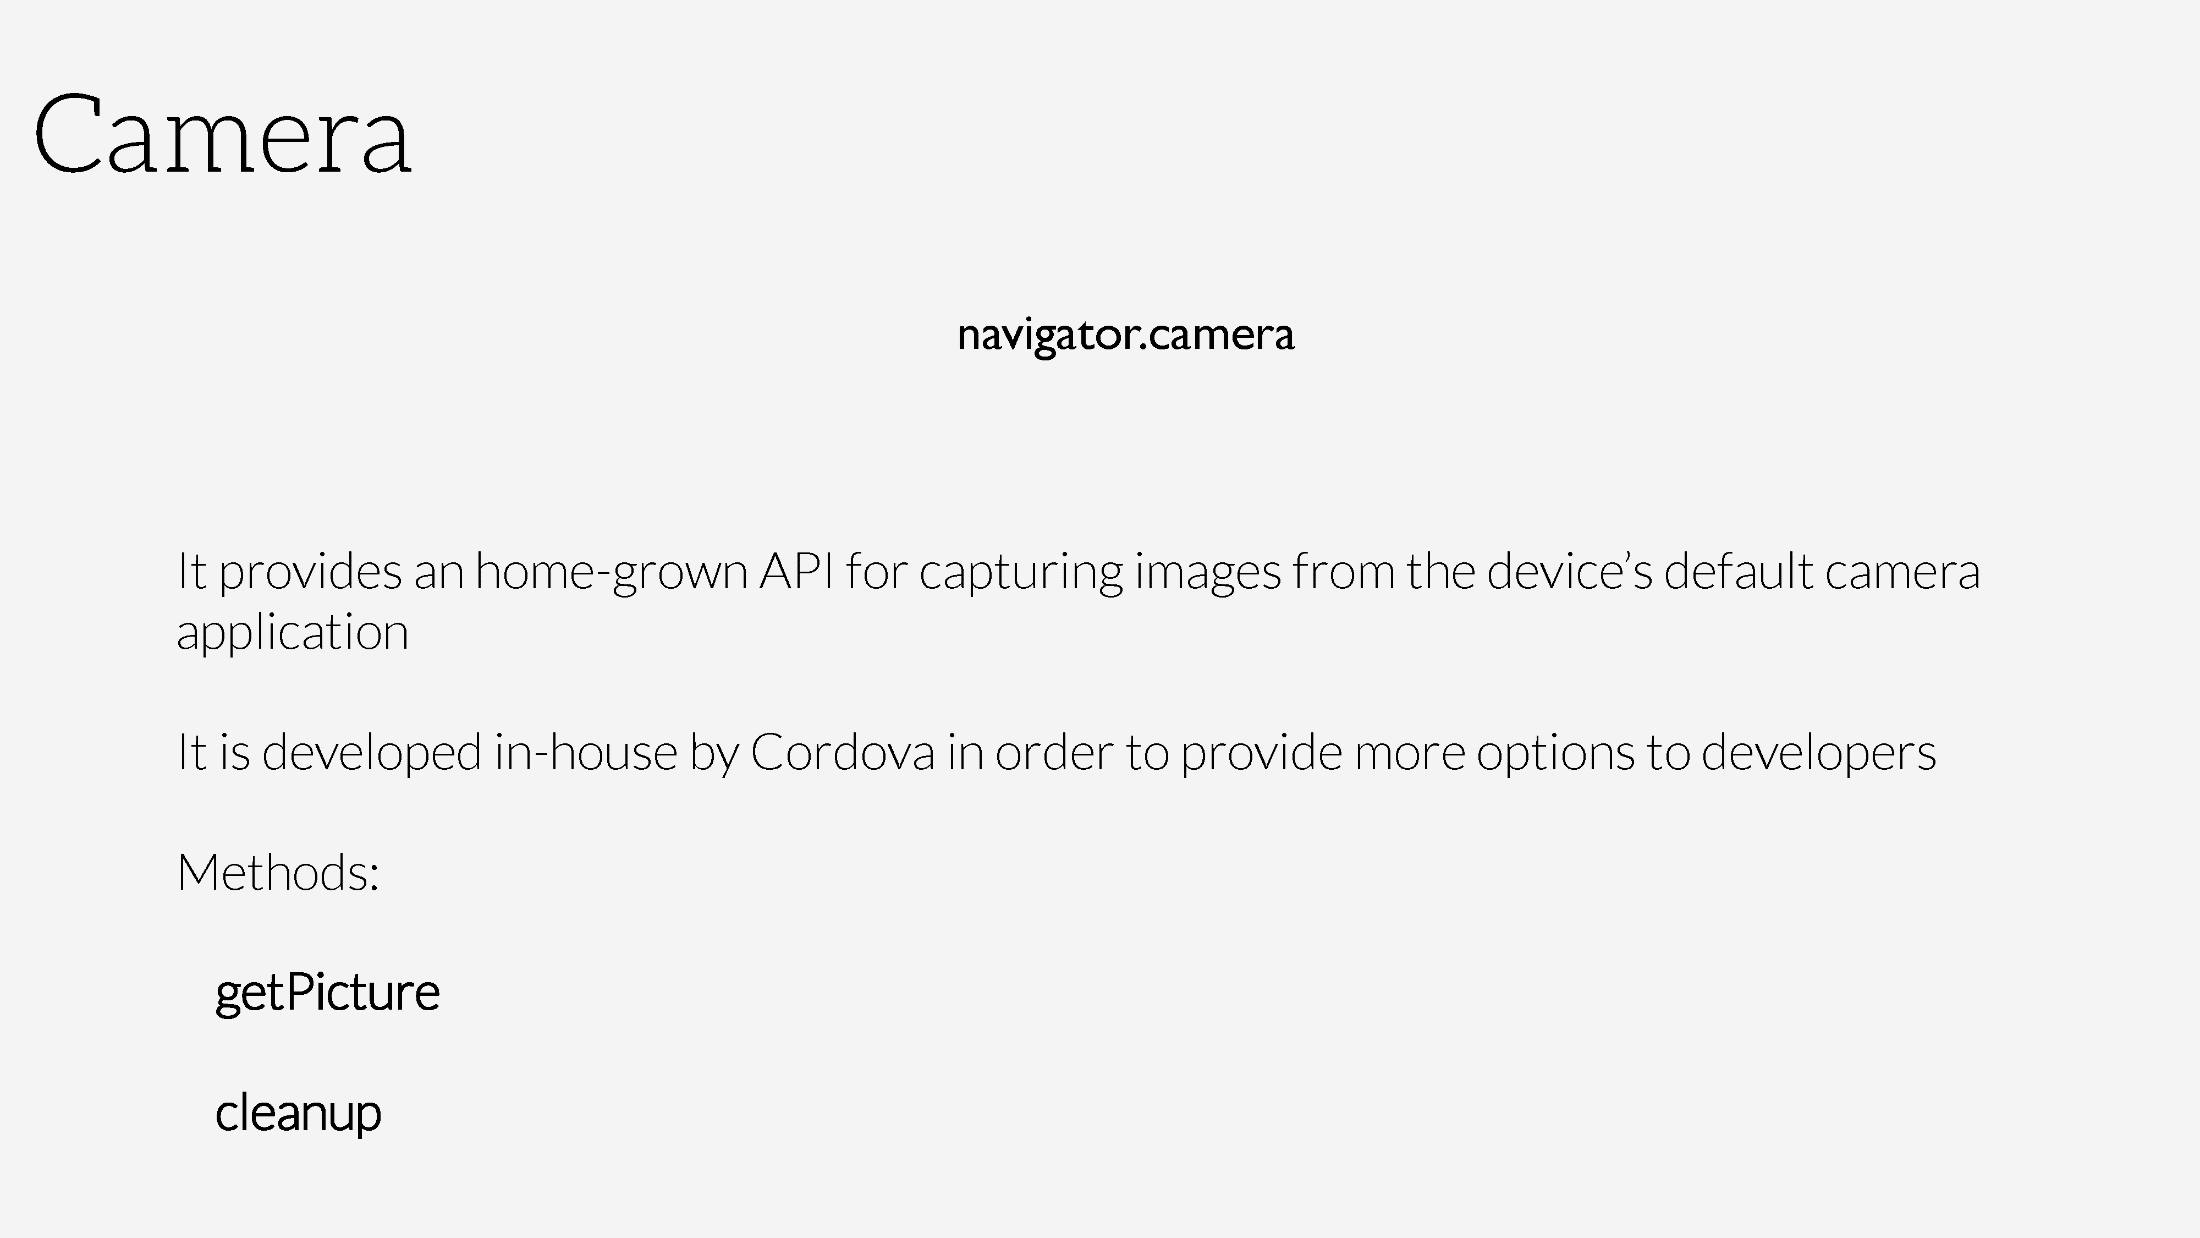 Camera
navigator.camera
It provides an home-grown API for capturing images from the device’s default camera
application
It is developed in-house by Cordova in order to provide more options to developers
Methods:
getPicture
cleanup